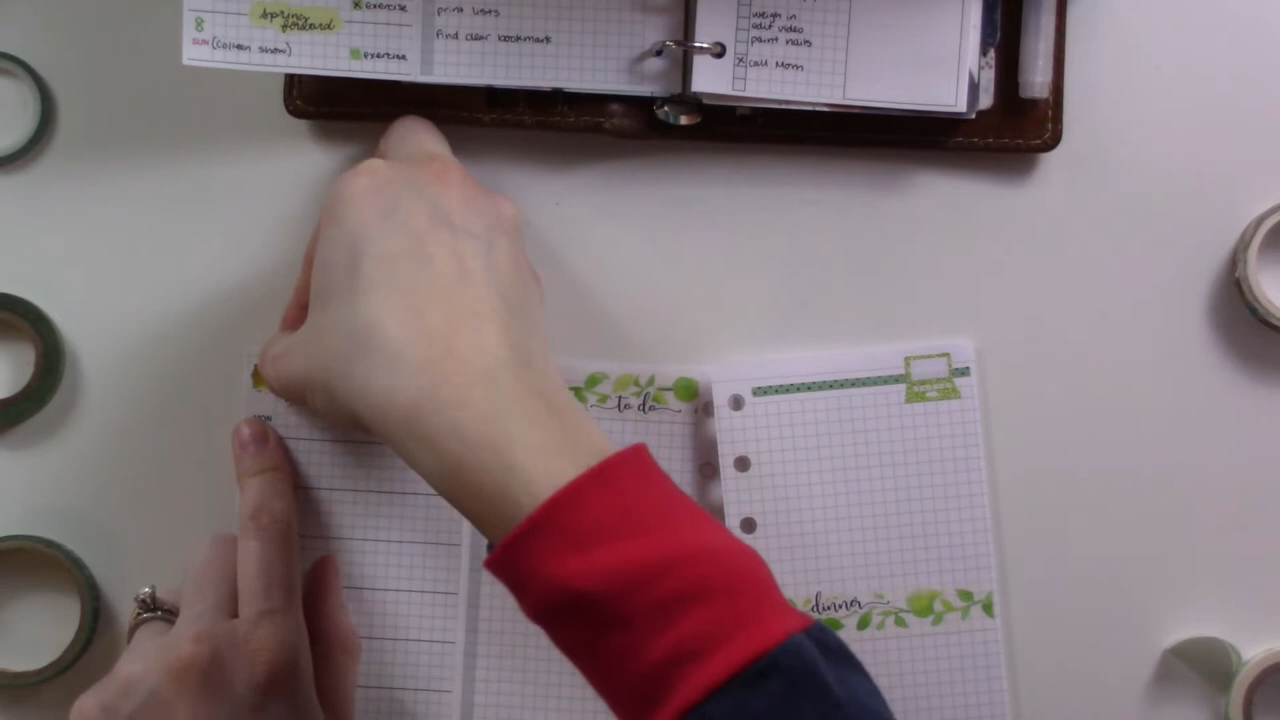 x exercise
8
SUN
Spring
forward
(Colleen show)
exercise
print lists
find clear bookmark
weigh in
edit video
paint nails
x call Mom
MON
to do
dinner